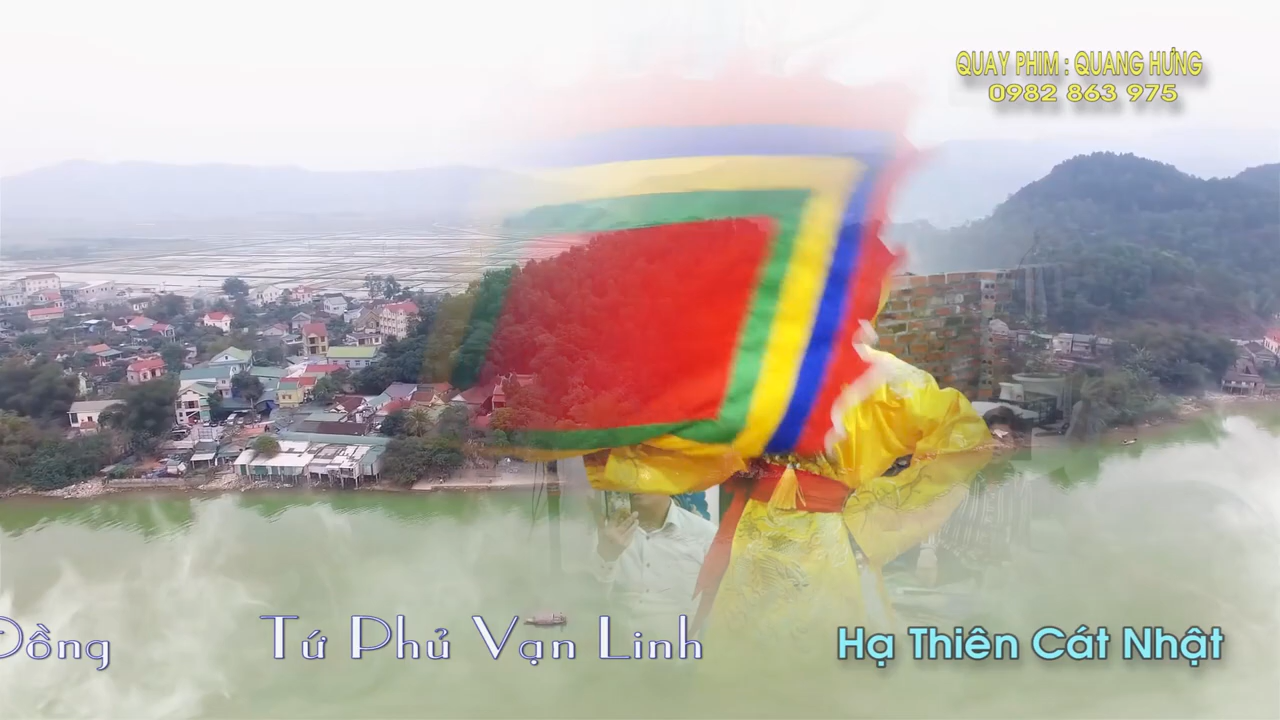 QUAY PHIM : QUANG HƯNG
0982 863 975
Đồng Tứ Phủ Vạn Linh Hạ Thiên Cát Nhật